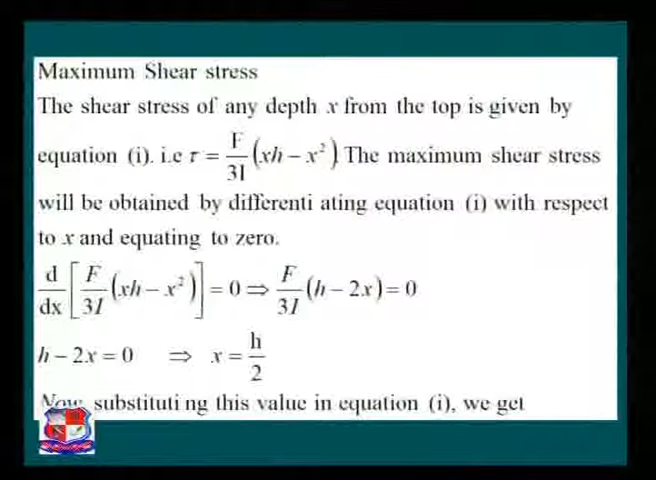 Maximum Shear stress
The shear stress of any depth x from the top is given by
equation (i). i.e τ = F/3I (xh − x²) The maximum shear stress
will be obtained by differenti ating equation (i) with respect
to x and equating to zero.
d/dx [F/3I (xh − x²)] = 0 ⇒ F/3I (h − 2x) = 0
h − 2x = 0 ⇒ x = h/2
Now, substituti ng this value in equation (i), we get